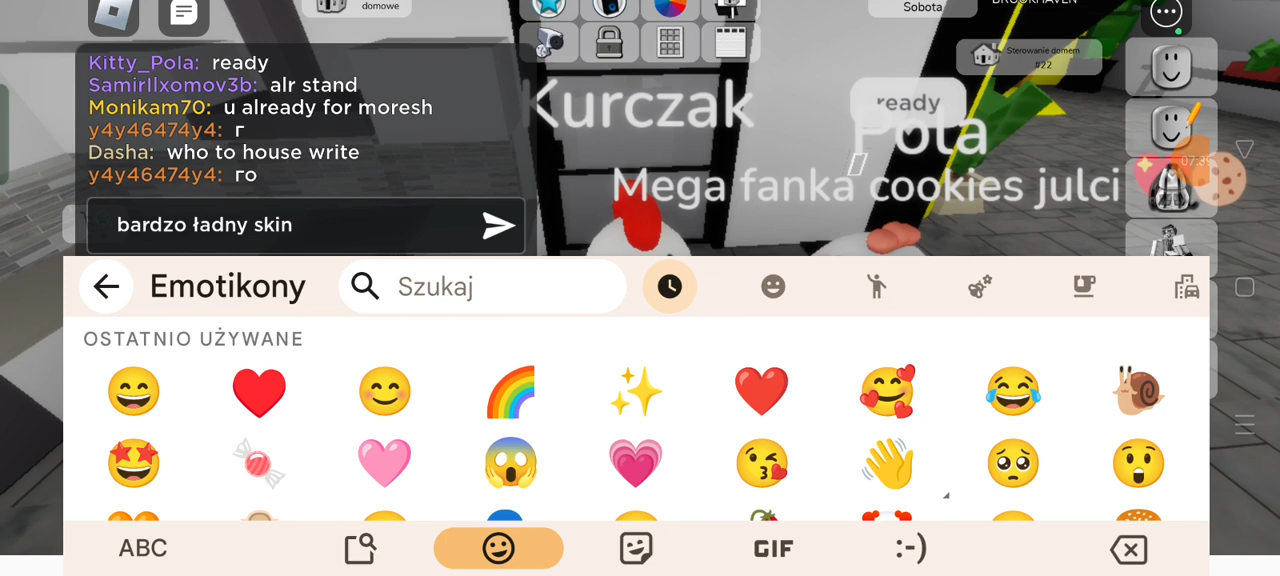 domowe
Sobota
BROOKHAVEN
Sterowanie domem
#22
Kitty_Pola: ready
SamirIlxomov3b: alr stand
Monikam70: u already for moresh
y4y46474y4: г
Dasha: who to house write
y4y46474y4: го
bardzo ładny skin
Kurczak
ready
Pola
Mega fanka cookies julci
Emotikony
Szukaj
OSTATNIO UŻYWANE
ABC
GIF
:-)